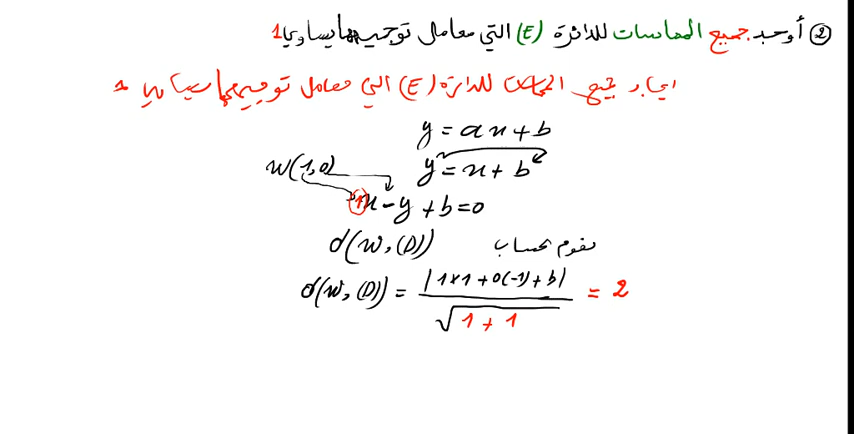 ② أوجد جميع المماسات للدائرة (E) التي معامل توجيهها يساوي 1
ايجاد جميع المماسات للدائرة (E) التي معامل توجيهها يساوي 1
y = ax + b
w(1,0) y = x + b
1x - y + b = 0
d(w, (D)) نقوم بحساب
d(w, (D)) = |1×1 + 0(-1) + b| / √(1 + 1) = 2